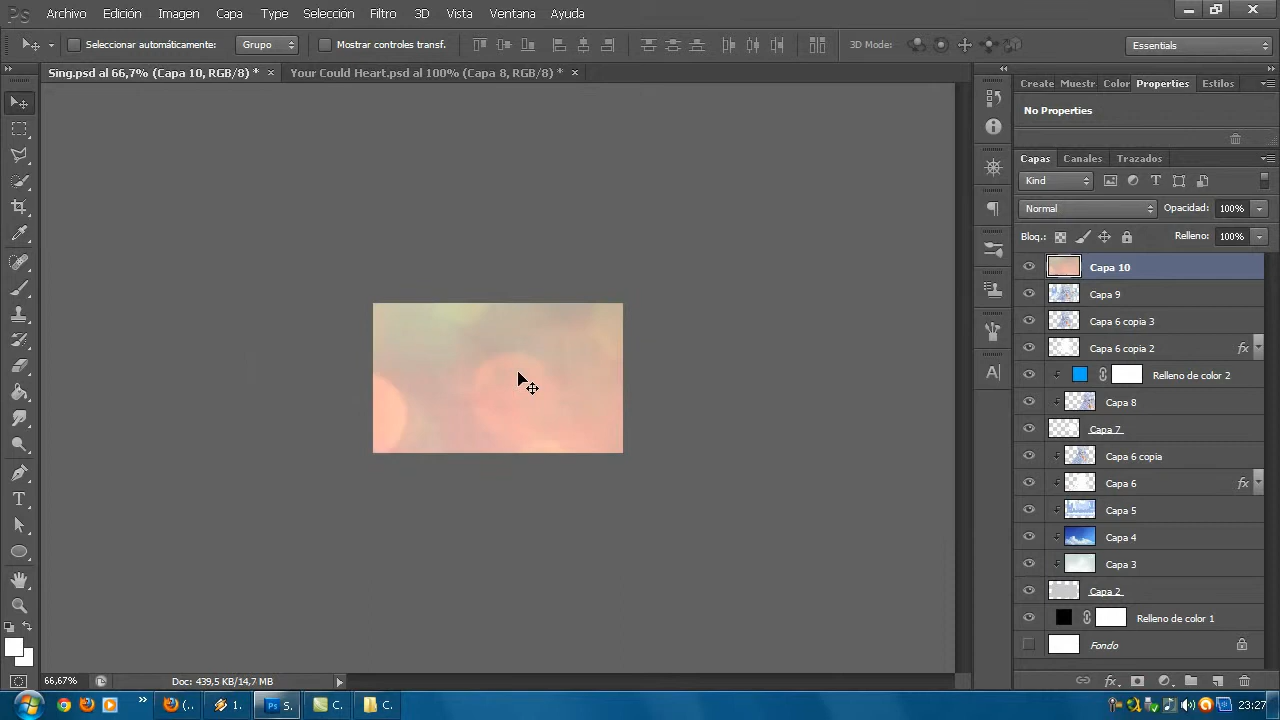 Ps Archivo Edición Imagen Capa Type Selección Filtro 3D Vista Ventana Ayuda
Seleccionar automáticamente: Grupo Mostrar controles transf. 3D Mode: Essentials
Sing.psd al 66,7% (Capa 10, RGB/8) * × Your Could Heart.psd al 100% (Capa 8, RGB/8) * ×
Create Muestr Color Properties Estilos
No Properties
Capas Canales Trazados
Kind
Normal Opacidad: 100%
Bloq.: Relleno: 100%
Capa 10
Capa 9
Capa 6 copia 3
Capa 6 copia 2 fx
Relleno de color 2
Capa 8
Capa 7
Capa 6 copia
Capa 6 fx
Capa 5
Capa 4
Capa 3
Capa 2
Relleno de color 1
Fondo
66,67% Doc: 439,5 KB/14,7 MB
(... 1. Ps S. C. C. 23:27